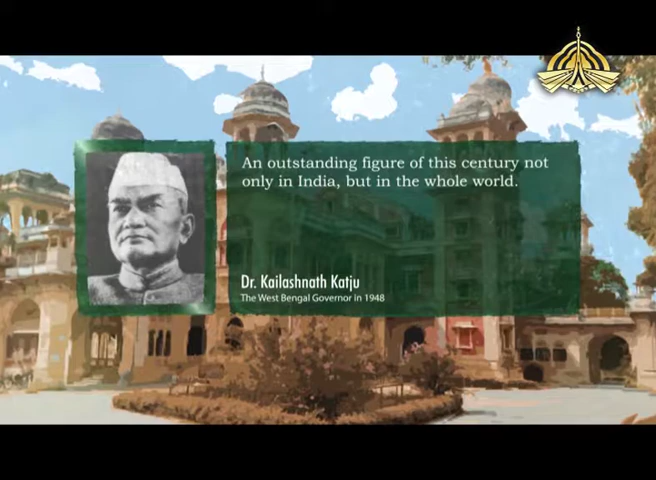 An outstanding figure of this century not
only in India, but in the whole world.
Dr. Kailashnath Katju
The West Bengal Governor in 1948